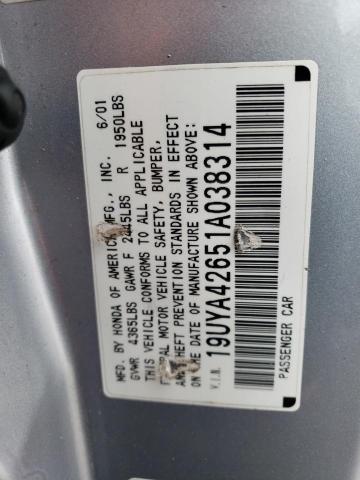 MFD. BY HONDA OF AMERICA MFG., INC. 6/01
GVWR 4365LBS GAWR F 2445LBS R 1950LBS
THIS VEHICLE CONFORMS TO ALL APPLICABLE
FEDERAL MOTOR VEHICLE SAFETY, BUMPER,
AND THEFT PREVENTION STANDARDS IN EFFECT
ON THE DATE OF MANUFACTURE SHOWN ABOVE.
V.I.N. 19UYA42651A038314
PASSENGER CAR